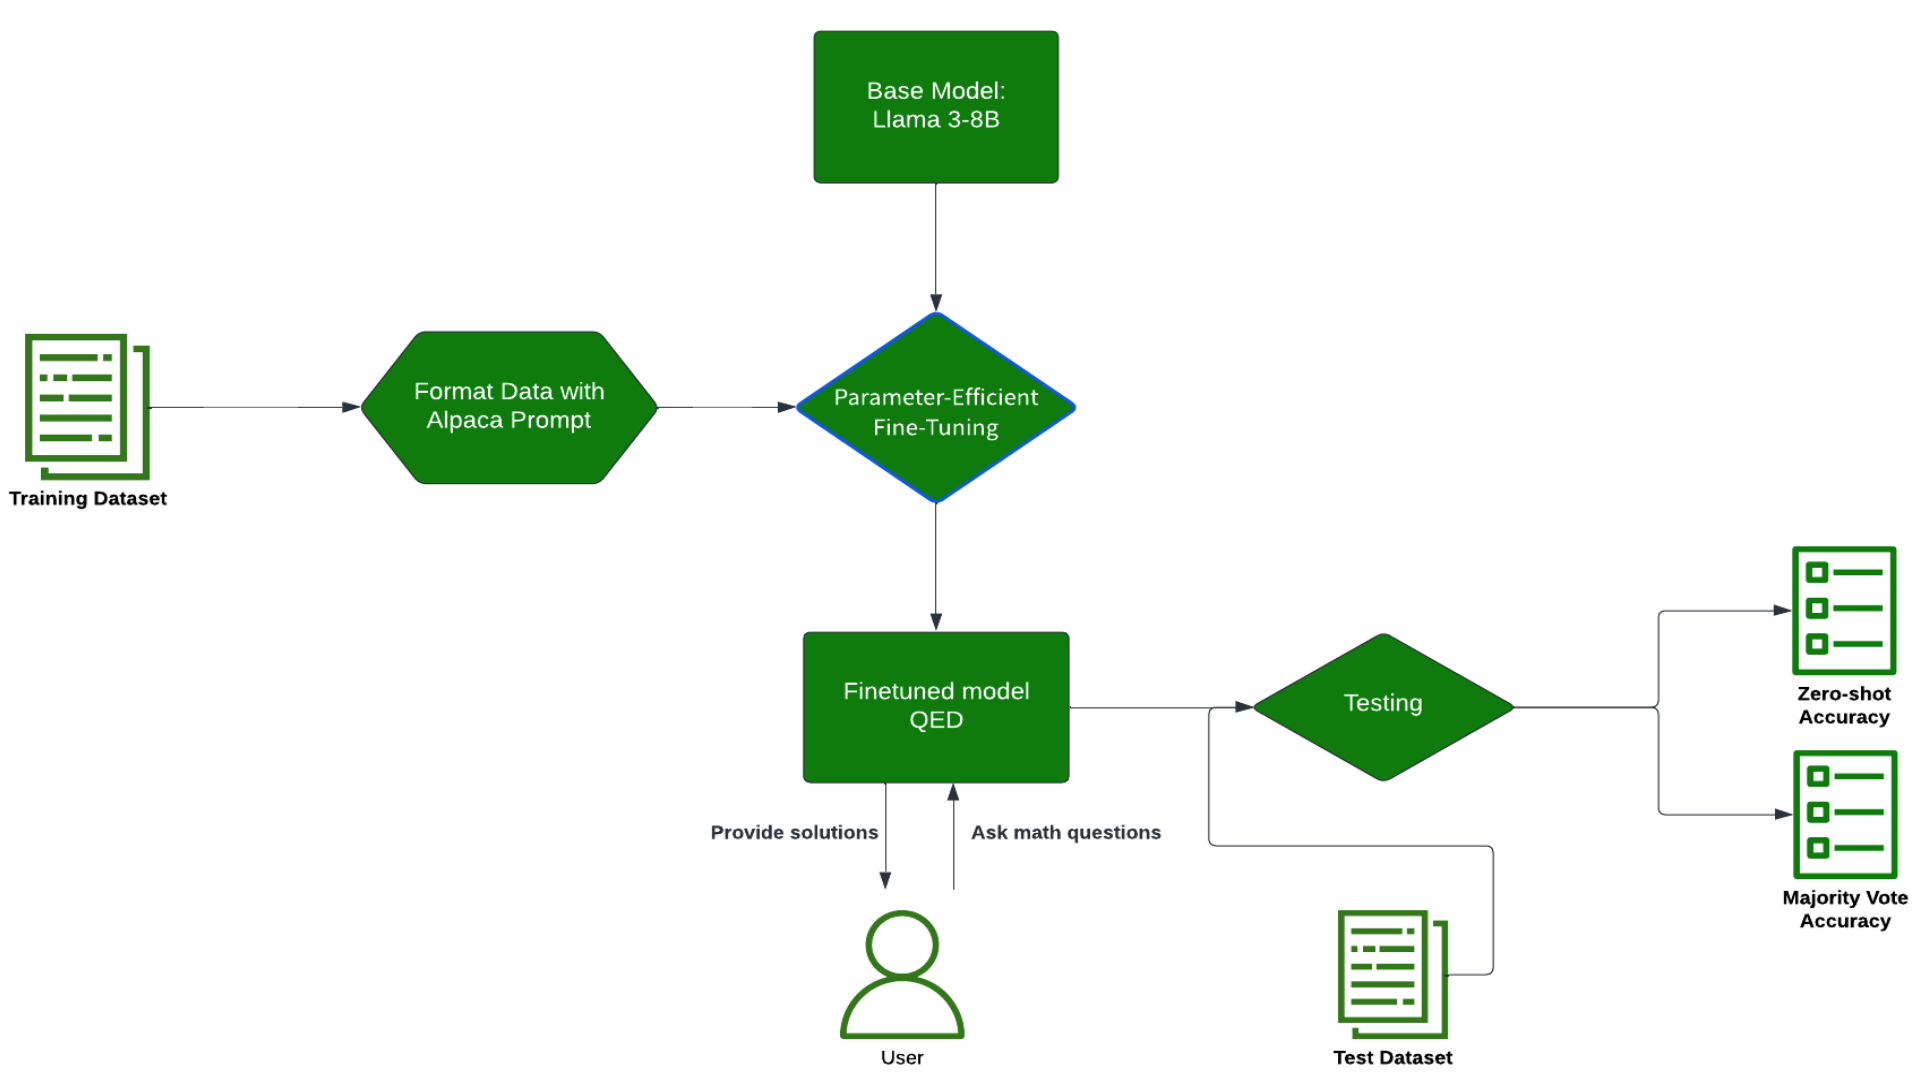 Base Model:
Llama 3-8B
Format Data with
Alpaca Prompt
Parameter-Efficient
Fine-Tuning
Training Dataset
Finetuned model
QED
Testing
Zero-shot
Accuracy
Provide solutions
Ask math questions
Majority Vote
Accuracy
User
Test Dataset